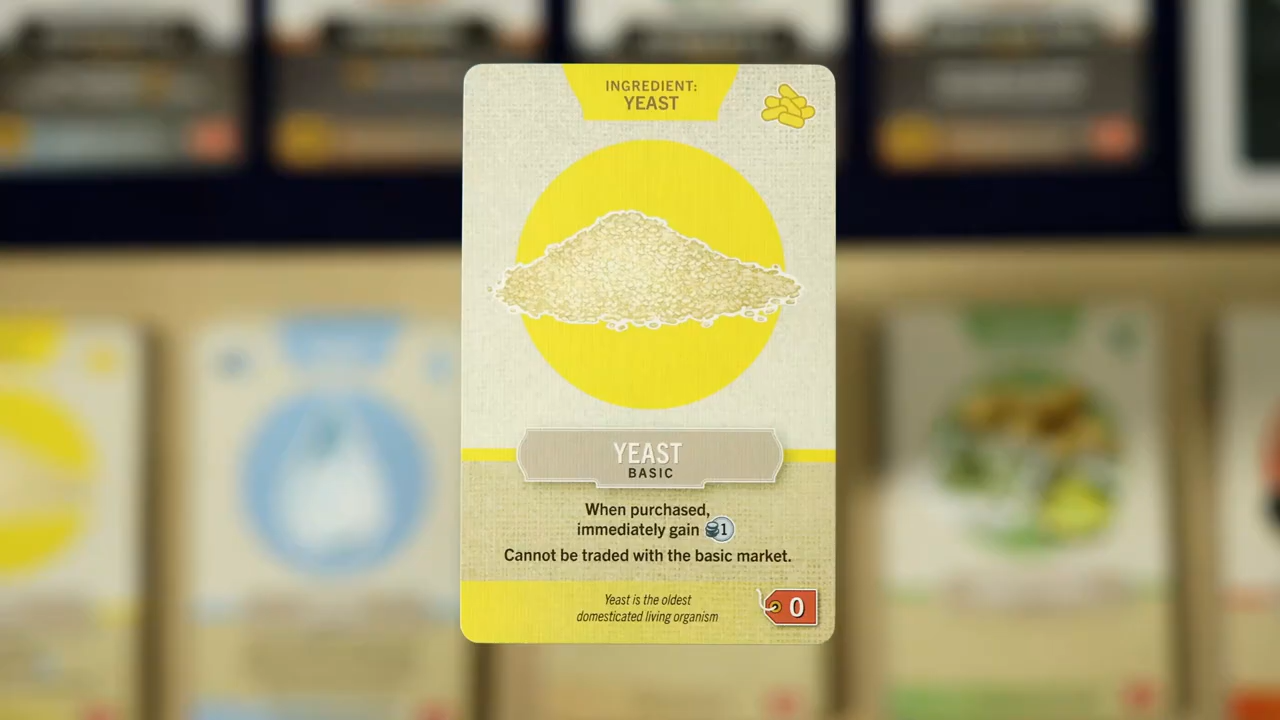 INGREDIENT:
YEAST
YEAST
BASIC
When purchased,
immediately gain 1
Cannot be traded with the basic market.
Yeast is the oldest
domesticated living organism
0